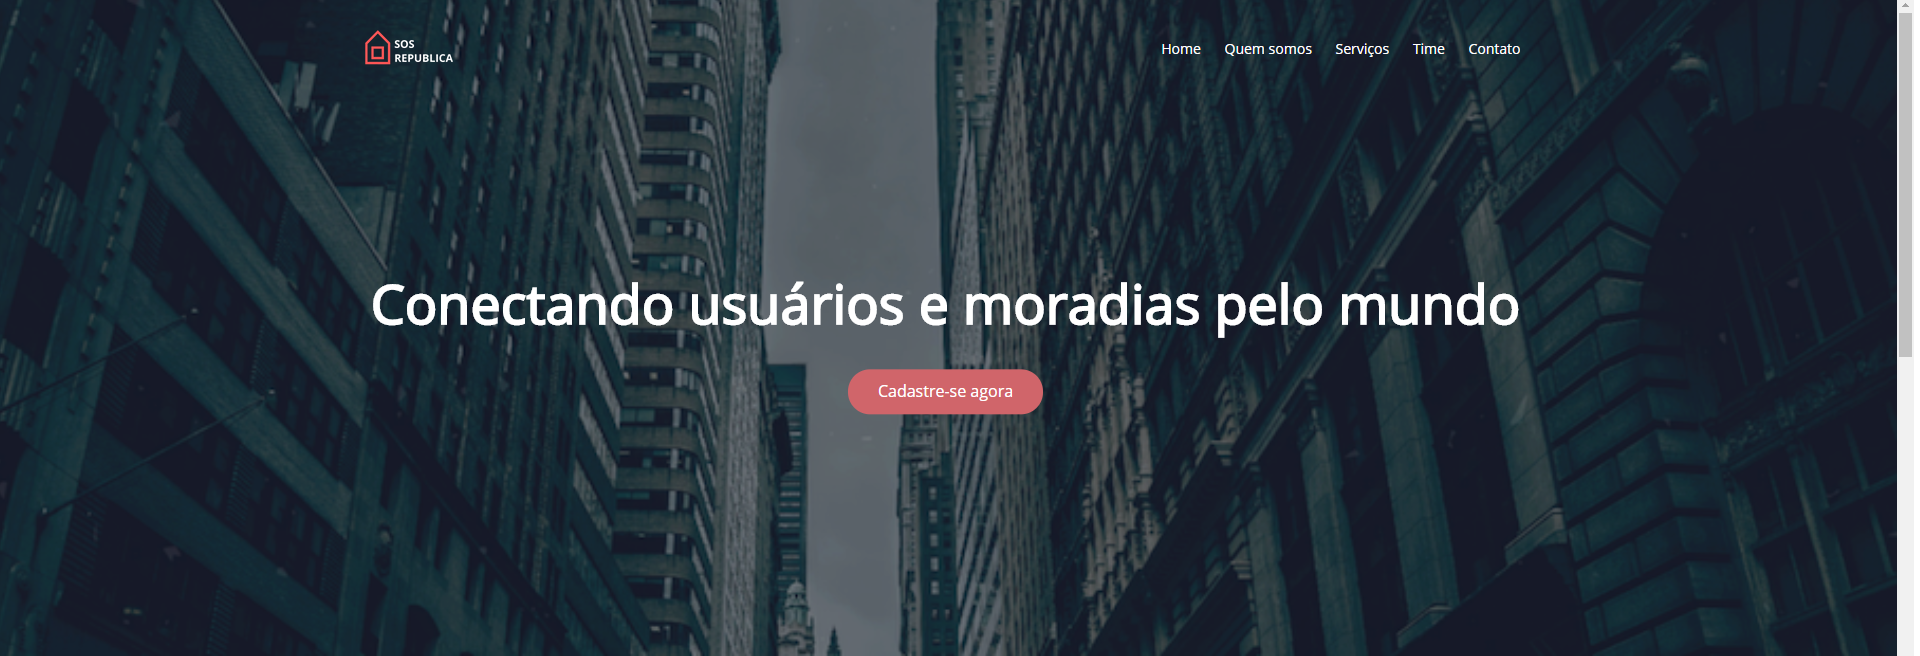 SOS
REPUBLICA
Home Quem somos Serviços Time Contato
Conectando usuários e moradias pelo mundo
Cadastre-se agora